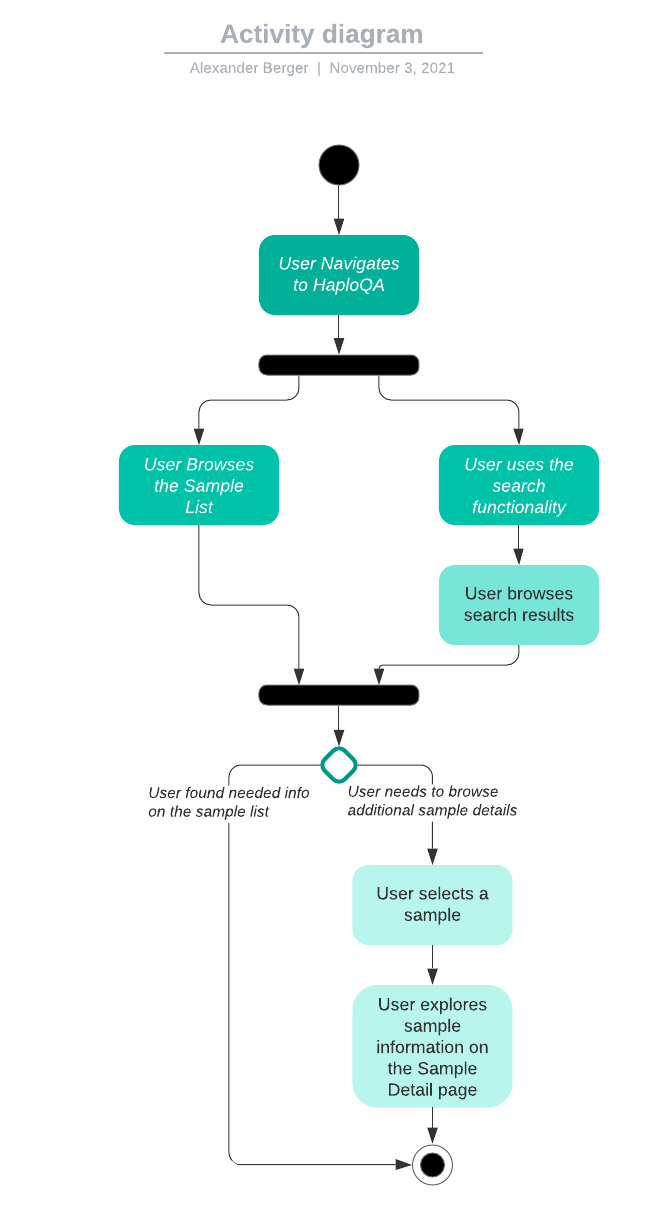 Activity diagram
Alexander Berger | November 3, 2021
User Navigates
to HaploQA
User Browses
the Sample
List
User uses the
search
functionality
User browses
search results
User found needed info
on the sample list
User needs to browse
additional sample details
User selects a
sample
User explores
sample
information on
the Sample
Detail page